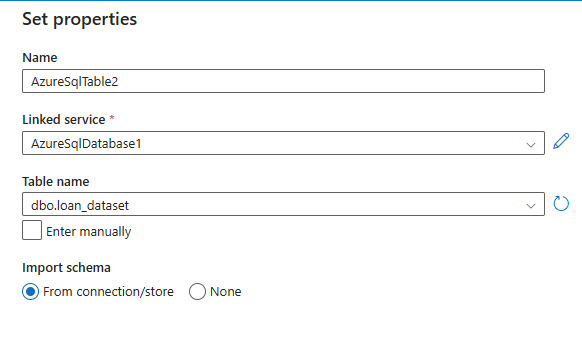 Set properties
Name
AzureSqlTable2
Linked service *
AzureSqlDatabase1
Table name
dbo.loan_dataset
Enter manually
Import schema
From connection/store None